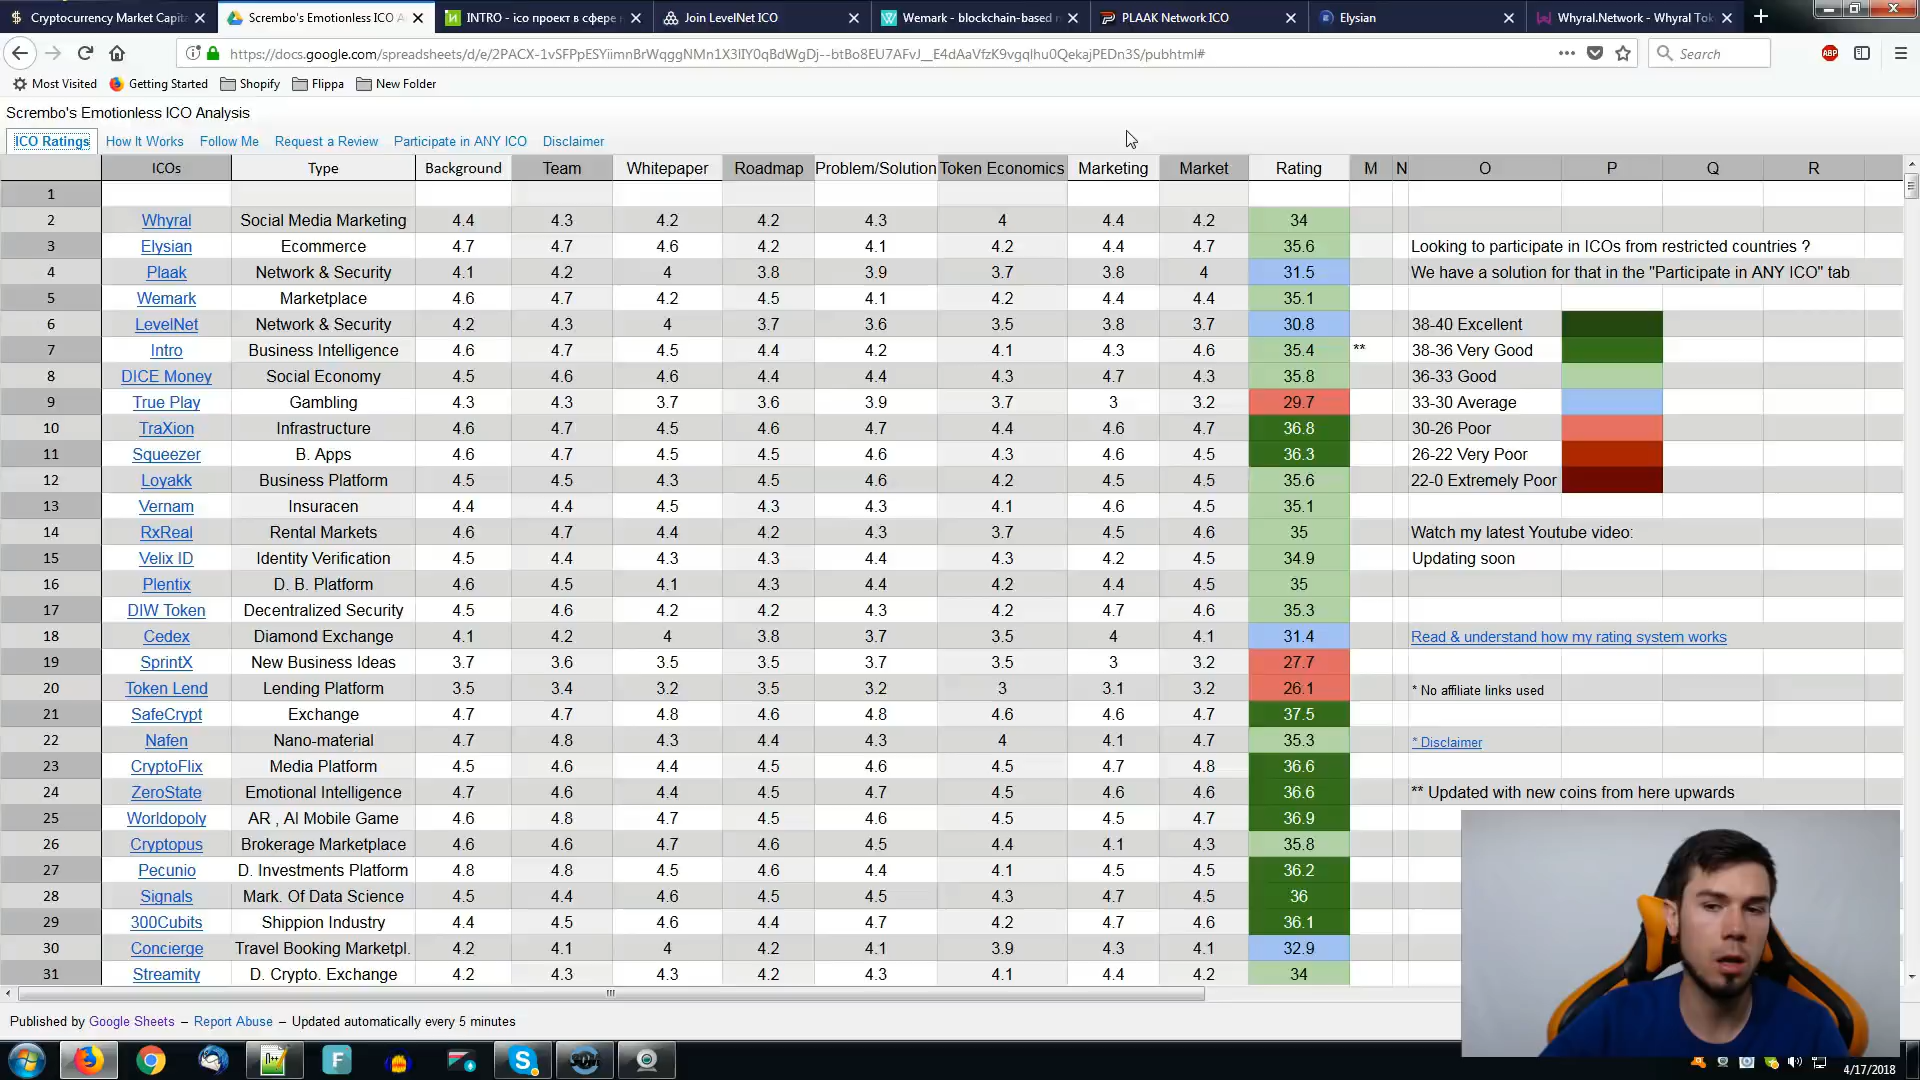 Cryptocurrency Market Capit
Scrembo's Emotionless ICO A
INTRO - ico проект в сфере
Join LevelNet ICO
Wemark - blockchain-based
PLAAK Network ICO
Elysian
Whyral.Network - Whyral Tok
https://docs.google.com/spreadsheets/d/e/2PACX-1vSFPpESYiimnBrWqggNMn1X3lIY0qBdWgDj--btBo8EU7AFvJ__E4dAaVfzK9vgqlhu0QekajPEDn3S/pubhtml#
Search
ABP
Most Visited Getting Started Shopify Flippa New Folder
Scrembo's Emotionless ICO Analysis
ICO Ratings How It Works Follow Me Request a Review Participate in ANY ICO Disclaimer
ICOs Type Background Team Whitepaper Roadmap Problem/Solution Token Economics Marketing Market Rating M N O P Q R
1
2 Whyral Social Media Marketing 4.4 4.3 4.2 4.2 4.3 4 4.4 4.2 34
3 Elysian Ecommerce 4.7 4.7 4.6 4.2 4.1 4.2 4.4 4.7 35.6 Looking to participate in ICOs from restricted countries ?
4 Plaak Network & Security 4.1 4.2 4 3.8 3.9 3.7 3.8 4 31.5 We have a solution for that in the "Participate in ANY ICO" tab
5 Wemark Marketplace 4.6 4.7 4.2 4.5 4.1 4.2 4.4 4.4 35.1
6 LevelNet Network & Security 4.2 4.3 4 3.7 3.6 3.5 3.8 3.7 30.8 38-40 Excellent
7 Intro Business Intelligence 4.6 4.7 4.5 4.4 4.2 4.1 4.3 4.6 35.4 ** 38-36 Very Good
8 DICE Money Social Economy 4.5 4.6 4.6 4.4 4.4 4.3 4.7 4.3 35.8 36-33 Good
9 True Play Gambling 4.3 4.3 3.7 3.6 3.9 3.7 3 3.2 29.7 33-30 Average
10 TraXion Infrastructure 4.6 4.7 4.5 4.6 4.7 4.4 4.6 4.7 36.8 30-26 Poor
11 Squeezer B. Apps 4.6 4.7 4.5 4.5 4.6 4.3 4.6 4.5 36.3 26-22 Very Poor
12 Loyakk Business Platform 4.5 4.5 4.3 4.5 4.6 4.2 4.5 4.5 35.6 22-0 Extremely Poor
13 Vernam Insuracen 4.4 4.4 4.5 4.3 4.3 4.1 4.6 4.5 35.1
14 RxReal Rental Markets 4.6 4.7 4.4 4.2 4.3 3.7 4.5 4.6 35 Watch my latest Youtube video:
15 Velix ID Identity Verification 4.5 4.4 4.3 4.3 4.4 4.3 4.2 4.5 34.9 Updating soon
16 Plentix D. B. Platform 4.6 4.5 4.1 4.3 4.4 4.2 4.4 4.5 35
17 DIW Token Decentralized Security 4.5 4.6 4.2 4.2 4.3 4.2 4.7 4.6 35.3
18 Cedex Diamond Exchange 4.1 4.2 4 3.8 3.7 3.5 4 4.1 31.4 Read & understand how my rating system works
19 SprintX New Business Ideas 3.7 3.6 3.5 3.5 3.7 3.5 3 3.2 27.7
20 Token Lend Lending Platform 3.5 3.4 3.2 3.5 3.2 3 3.1 3.2 26.1 * No affiliate links used
21 SafeCrypt Exchange 4.7 4.7 4.8 4.6 4.8 4.6 4.6 4.7 37.5
22 Nafen Nano-material 4.7 4.8 4.3 4.4 4.3 4 4.1 4.7 35.3 * Disclaimer
23 CryptoFlix Media Platform 4.5 4.6 4.4 4.5 4.6 4.5 4.7 4.8 36.6
24 ZeroState Emotional Intelligence 4.7 4.6 4.4 4.5 4.7 4.5 4.6 4.6 36.6 ** Updated with new coins from here upwards
25 Worldopoly AR , AI Mobile Game 4.6 4.8 4.7 4.5 4.6 4.5 4.5 4.7 36.9
26 Cryptopus Brokerage Marketplace 4.6 4.6 4.7 4.6 4.5 4.4 4.1 4.3 35.8
27 Pecunio D. Investments Platform 4.8 4.8 4.5 4.6 4.4 4.1 4.5 4.5 36.2
28 Signals Mark. Of Data Science 4.5 4.4 4.6 4.5 4.5 4.3 4.7 4.5 36
29 300Cubits Shippion Industry 4.4 4.5 4.6 4.4 4.7 4.2 4.7 4.6 36.1
30 Concierge Travel Booking Marketpl. 4.2 4.1 4 4.2 4.1 3.9 4.3 4.1 32.9
31 Streamity D. Crypto. Exchange 4.2 4.3 4.3 4.2 4.3 4.1 4.4 4.2 34
Published by Google Sheets – Report Abuse – Updated automatically every 5 minutes
4/17/2018